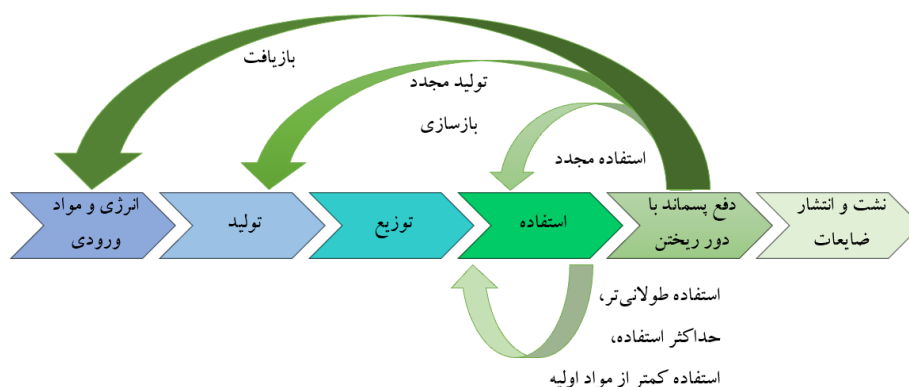 بازیافت
تولید مجدد
بازسازی
استفاده مجدد
انرژی و مواد
ورودی
تولید
توزیع
استفاده
دفع پسماند با
دور ریختن
نشت و انتشار
ضایعات
استفاده طولانی‌تر،
حداکثر استفاده،
استفاده کمتر از مواد اولیه